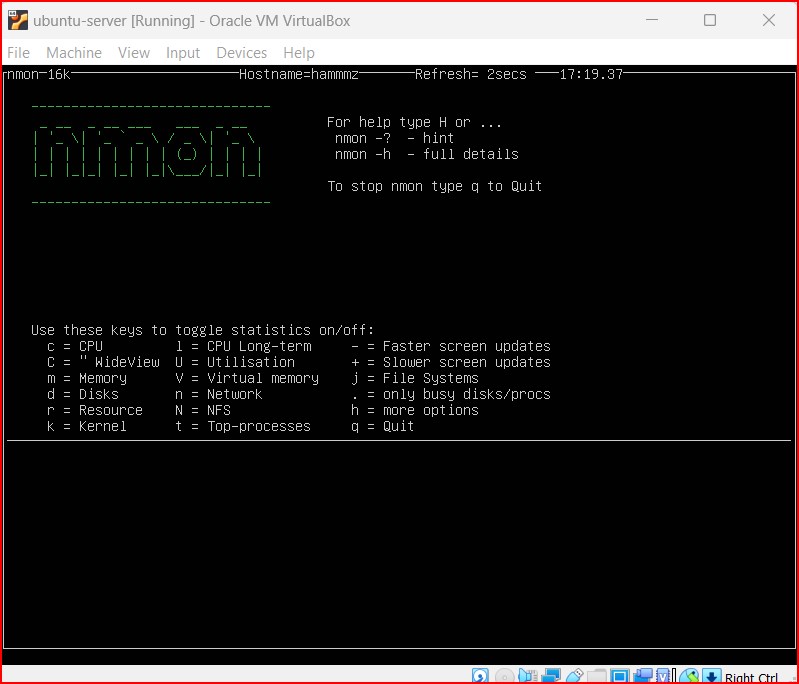 ubuntu-server [Running] - Oracle VM VirtualBox
File Machine View Input Devices Help
nmon-16k Hostname=hammmz Refresh= 2secs 17:19.37
nmon
For help type H or ...
nmon -? - hint
nmon -h - full details
To stop nmon type q to Quit
Use these keys to toggle statistics on/off:
c = CPU l = CPU Long-term - = Faster screen updates
C = " WideView U = Utilisation + = Slower screen updates
m = Memory V = Virtual memory j = File Systems
d = Disks n = Network . = only busy disks/procs
r = Resource N = NFS h = more options
k = Kernel t = Top-processes q = Quit
Right Ctrl